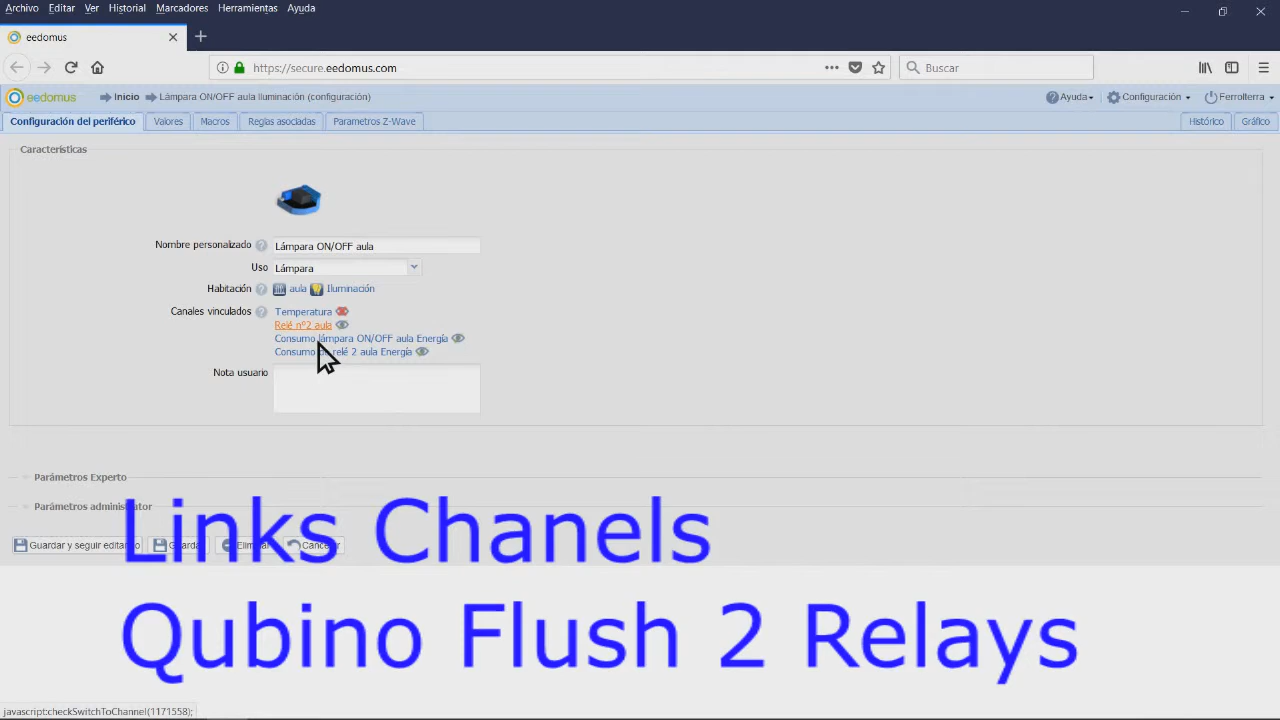 Archivo Editar Ver Historial Marcadores Herramientas Ayuda
eedomus
https://secure.eedomus.com
Buscar
eedomus Inicio Lámpara ON/OFF aula Iluminación (configuración) Ayuda Configuración Ferrolterra
Configuración del periférico Valores Macros Reglas asociadas Parametros Z-Wave Histórico Gráfico
Características
Nombre personalizado Lámpara ON/OFF aula
Uso Lámpara
Habitación aula Iluminación
Canales vinculados Temperatura
Relé nº2 aula
Consumo lámpara ON/OFF aula Energía
Consumo relé 2 aula Energía
Nota usuario
Parámetros Experto
Parámetros administrator
Links Chanels
Guardar y seguir editando Guardar Eliminar Cancelar
Qubino Flush 2 Relays
javascript:checkSwitchToChannel(1171558);